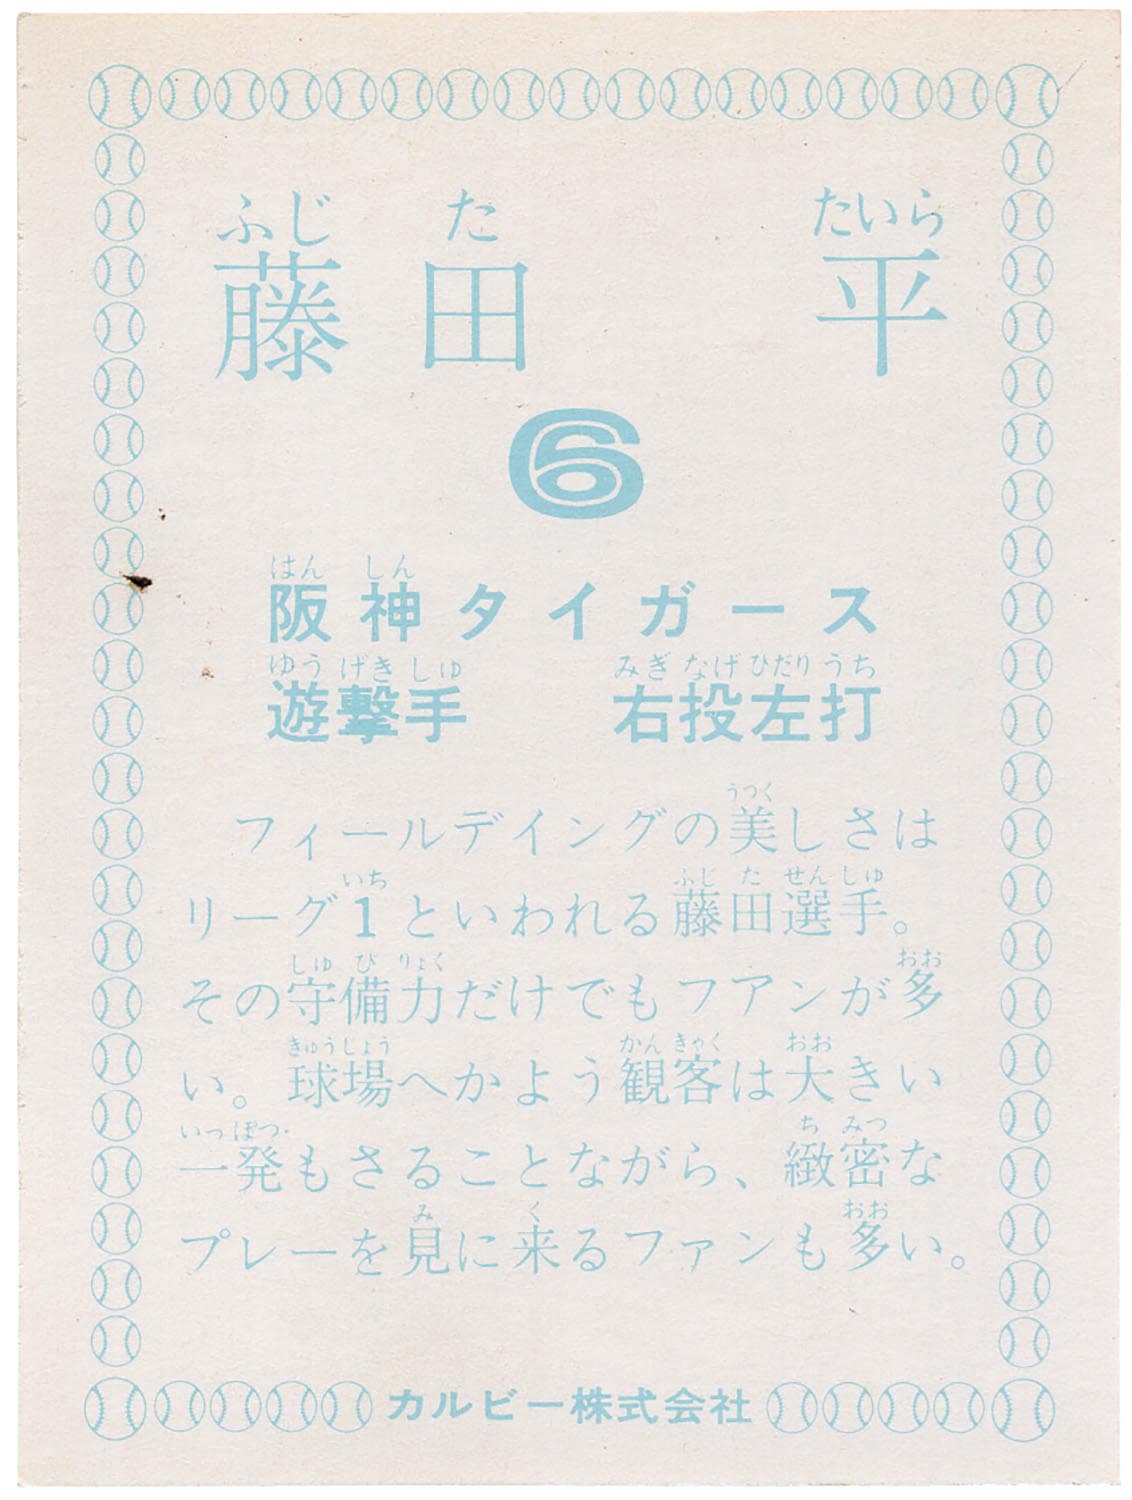 ふじ た たいら
藤田 平
6
はん しん
阪神タイガース
ゆうげきしゅ みぎなげひだりうち
遊撃手 右投左打
うつく
フィールデイングの美しさは
いち ふじ た せんしゅ
リーグ1といわれる藤田選手。
しゅ び りょく おお
その守備力だけでもフアンが多
きゅうじょう かんきゃく おお
い。球場へかよう観客は大きい
いっぱつ ちみつ
一発もさることながら、緻密な
み く おお
プレーを見に来るファンも多い。
カルビー株式会社